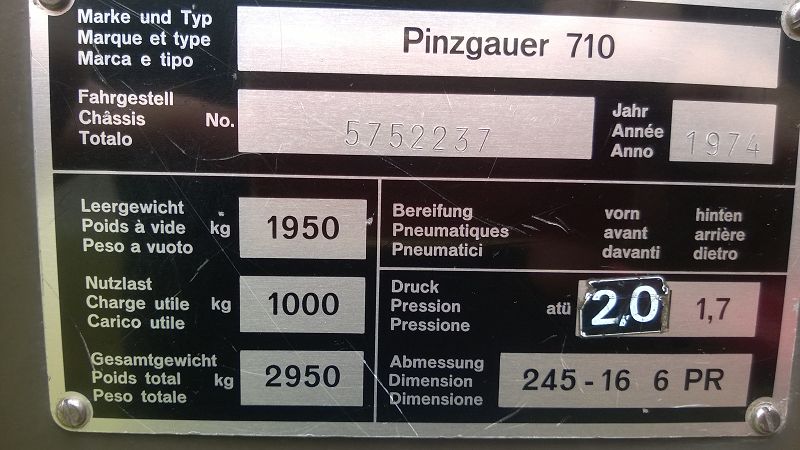 Marke und Typ
Marque et type
Marca e tipo
Pinzgauer 710
Fahrgestell
Châssis No.
Totalo
5752237
Jahr
Année
Anno
1974
Leergewicht
Poids à vide kg
Peso a vuoto
1950
Nutzlast
Charge utile kg
Carico utile
1000
Gesamtgewicht
Poids total kg
Peso totale
2950
Bereifung vorn hinten
Pneumatiques avant arrière
Pneumatici davanti dietro
Druck
Pression atü
Pressione
2,0 1,7
Abmessung
Dimension
Dimensione
245-16 6 PR